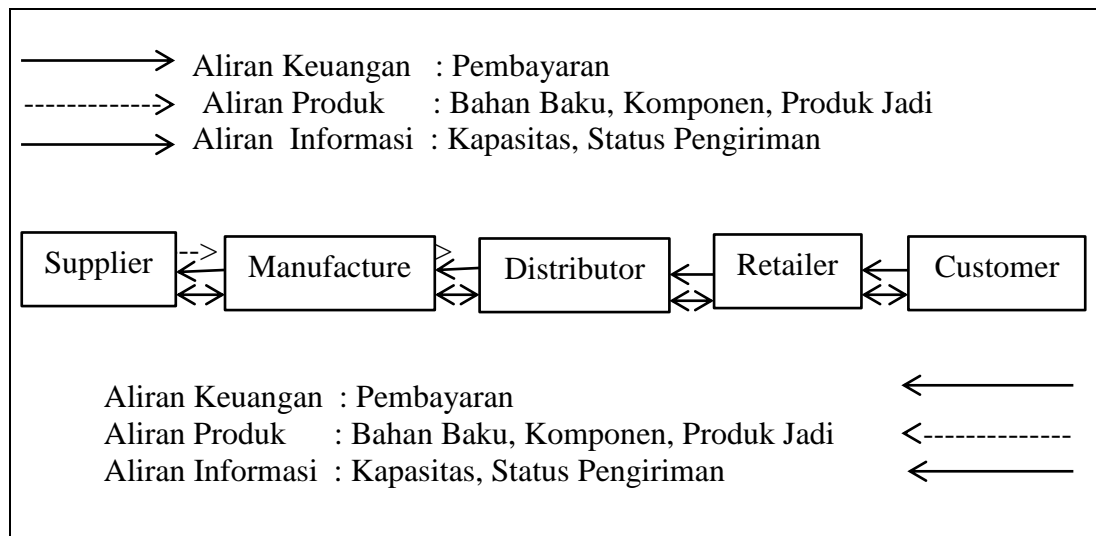 Aliran Keuangan : Pembayaran
Aliran Produk : Bahan Baku, Komponen, Produk Jadi
Aliran Informasi : Kapasitas, Status Pengiriman
Supplier Manufacture Distributor Retailer Customer
Aliran Keuangan : Pembayaran
Aliran Produk : Bahan Baku, Komponen, Produk Jadi
Aliran Informasi : Kapasitas, Status Pengiriman